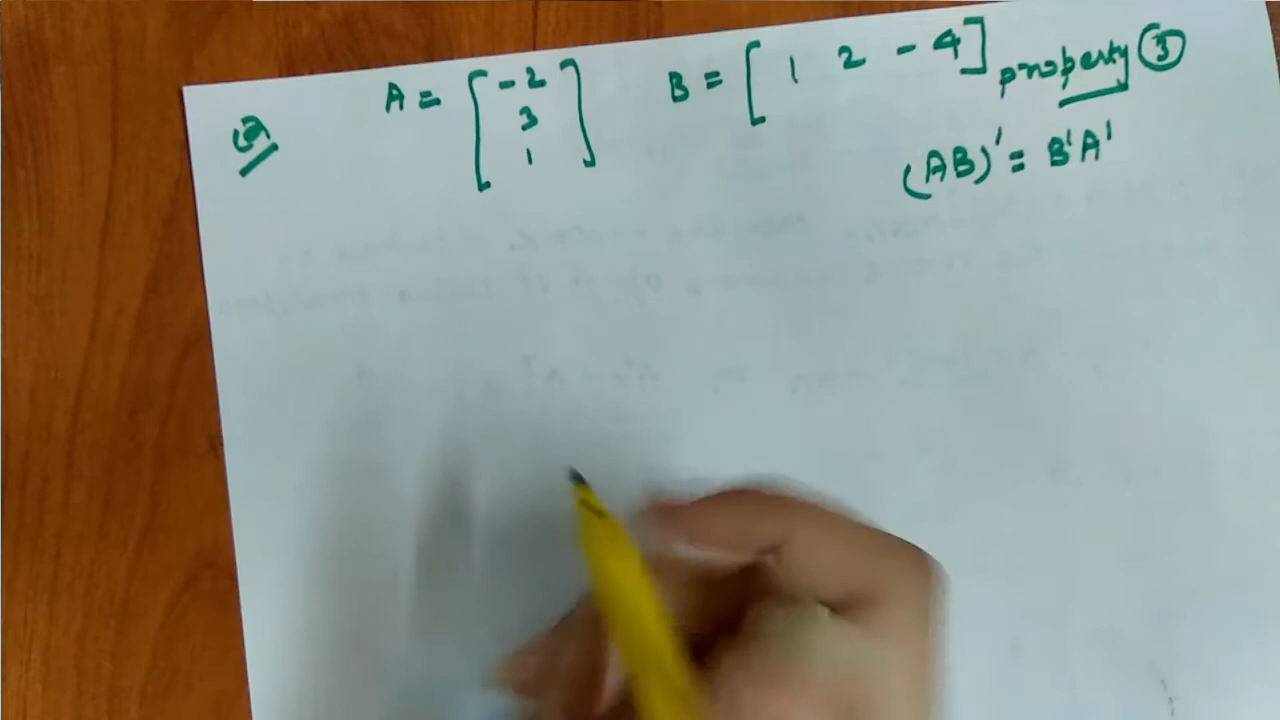 Q A = [ -2 3 1 ] B = [ 1 2 -4 ] property ③
(AB)' = B'A'